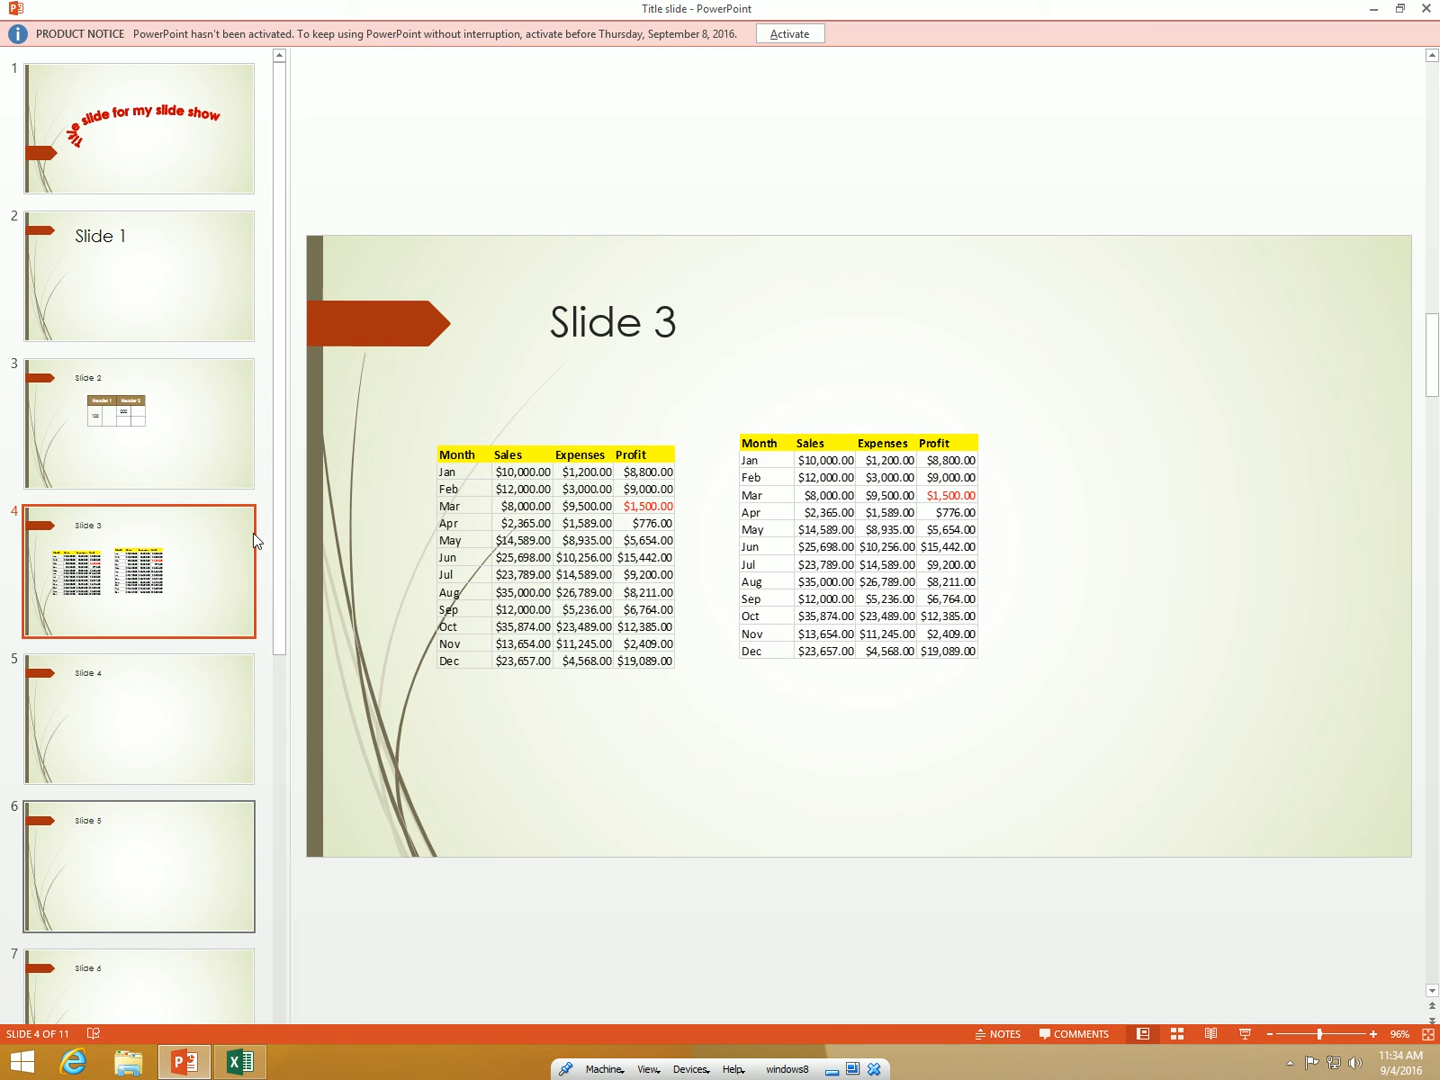 Title slide - PowerPoint
PRODUCT NOTICE PowerPoint hasn't been activated. To keep using PowerPoint without interruption, activate before Thursday, September 8, 2016. Activate
1
Title slide for my slide show
2
Slide 1
3
Slide 2
Header 1 Header 2
100 200
4
Slide 3
5
Slide 4
6
Slide 5
7
Slide 6
Slide 3
Month Sales Expenses Profit
Jan $10,000.00 $1,200.00 $8,800.00
Feb $12,000.00 $3,000.00 $9,000.00
Mar $8,000.00 $9,500.00 $1,500.00
Apr $2,365.00 $1,589.00 $776.00
May $14,589.00 $8,935.00 $5,654.00
Jun $25,698.00 $10,256.00 $15,442.00
Jul $23,789.00 $14,589.00 $9,200.00
Aug $35,000.00 $26,789.00 $8,211.00
Sep $12,000.00 $5,236.00 $6,764.00
Oct $35,874.00 $23,489.00 $12,385.00
Nov $13,654.00 $11,245.00 $2,409.00
Dec $23,657.00 $4,568.00 $19,089.00
Month Sales Expenses Profit
Jan $10,000.00 $1,200.00 $8,800.00
Feb $12,000.00 $3,000.00 $9,000.00
Mar $8,000.00 $9,500.00 $1,500.00
Apr $2,365.00 $1,589.00 $776.00
May $14,589.00 $8,935.00 $5,654.00
Jun $25,698.00 $10,256.00 $15,442.00
Jul $23,789.00 $14,589.00 $9,200.00
Aug $35,000.00 $26,789.00 $8,211.00
Sep $12,000.00 $5,236.00 $6,764.00
Oct $35,874.00 $23,489.00 $12,385.00
Nov $13,654.00 $11,245.00 $2,409.00
Dec $23,657.00 $4,568.00 $19,089.00
SLIDE 4 OF 11 NOTES COMMENTS 96%
Machine View Devices Help windows8
11:34 AM
9/4/2016